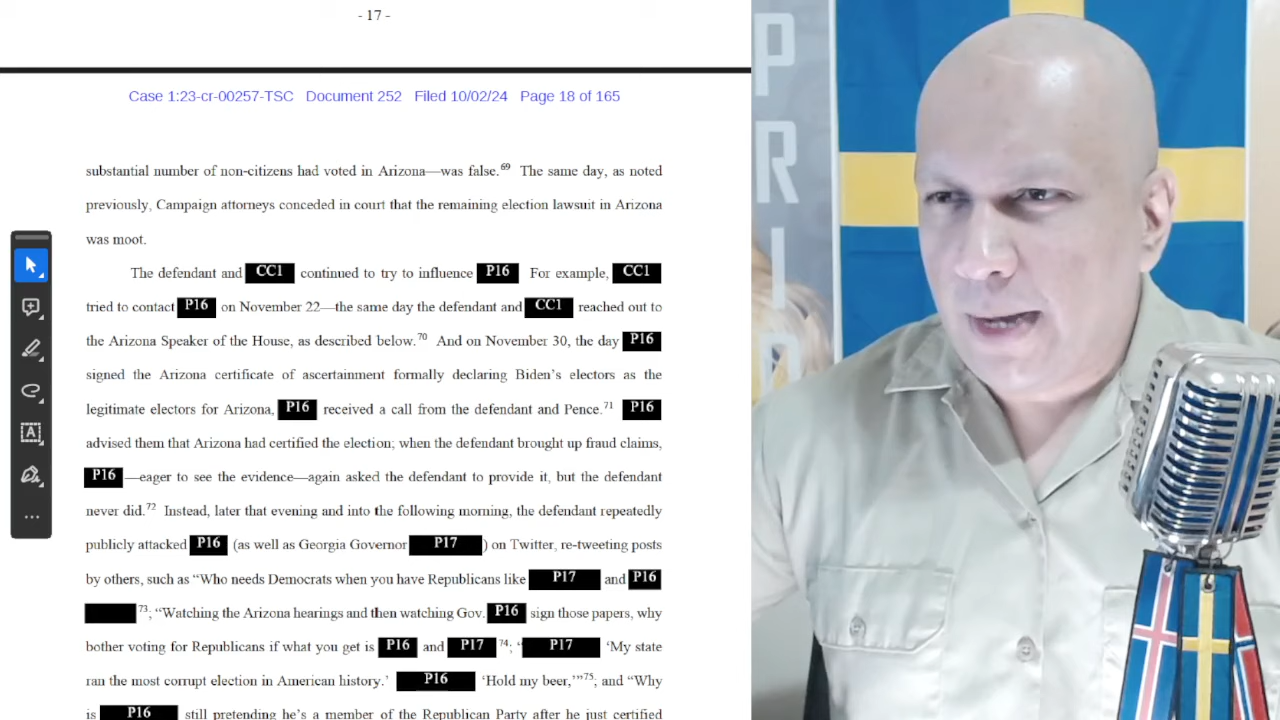 - 17 -
Case 1:23-cr-00257-TSC Document 252 Filed 10/02/24 Page 18 of 165
substantial number of non-citizens had voted in Arizona—was false.69 The same day, as noted
previously, Campaign attorneys conceded in court that the remaining election lawsuit in Arizona
was moot.
The defendant and CC1 continued to try to influence P16 For example, CC1
tried to contact P16 on November 22—the same day the defendant and CC1 reached out to
the Arizona Speaker of the House, as described below.70 And on November 30, the day P16
signed the Arizona certificate of ascertainment formally declaring Biden's electors as the
legitimate electors for Arizona, P16 received a call from the defendant and Pence.71 P16
advised them that Arizona had certified the election; when the defendant brought up fraud claims,
P16 —eager to see the evidence—again asked the defendant to provide it, but the defendant
never did.72 Instead, later that evening and into the following morning, the defendant repeatedly
publicly attacked P16 (as well as Georgia Governor P17 ) on Twitter, re-tweeting posts
by others, such as “Who needs Democrats when you have Republicans like P17 and P16
73; “Watching the Arizona hearings and then watching Gov. P16 sign those papers, why
bother voting for Republicans if what you get is P16 and P17 74; “ P17 ‘My state
ran the most corrupt election in American history.’ P16 ‘Hold my beer,’”75; and “Why
is P16 still pretending he's a member of the Republican Party after he just certified
PRID
A